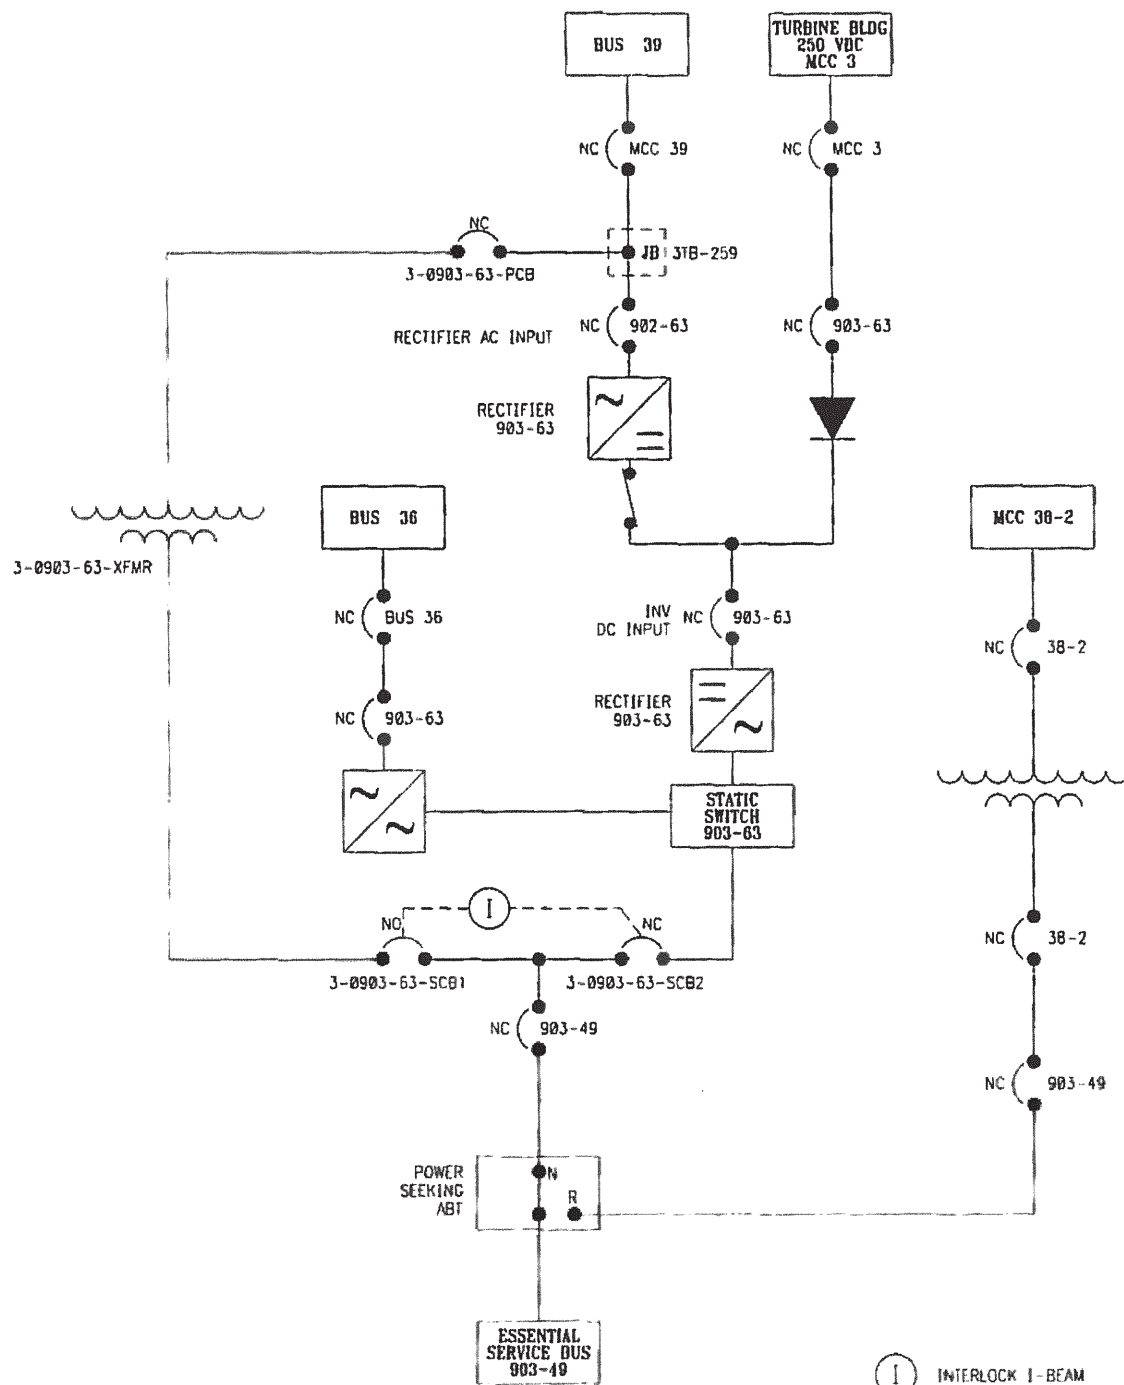 BUS 39
TURBINE BLDG
250 VDC
MCC 3
NC
MCC 39
NC
MCC 3
NC
3-0903-63-PCB
JB
3TB-259
RECTIFIER AC INPUT
NC
902-63
NC
903-63
RECTIFIER
903-63
3-0903-63-XFMR
BUS 36
MCC 38-2
NC
BUS 36
INV
DC INPUT
NC
903-63
NC
38-2
RECTIFIER
903-63
NC
903-63
STATIC
SWITCH
903-63
NO
I
NC
3-0903-63-SCB1
3-0903-63-SCB2
NC
38-2
NC
903-49
NC
903-49
POWER
SEEKING
ABT
N
R
ESSENTIAL
SERVICE BUS
903-49
I
INTERLOCK I-BEAM